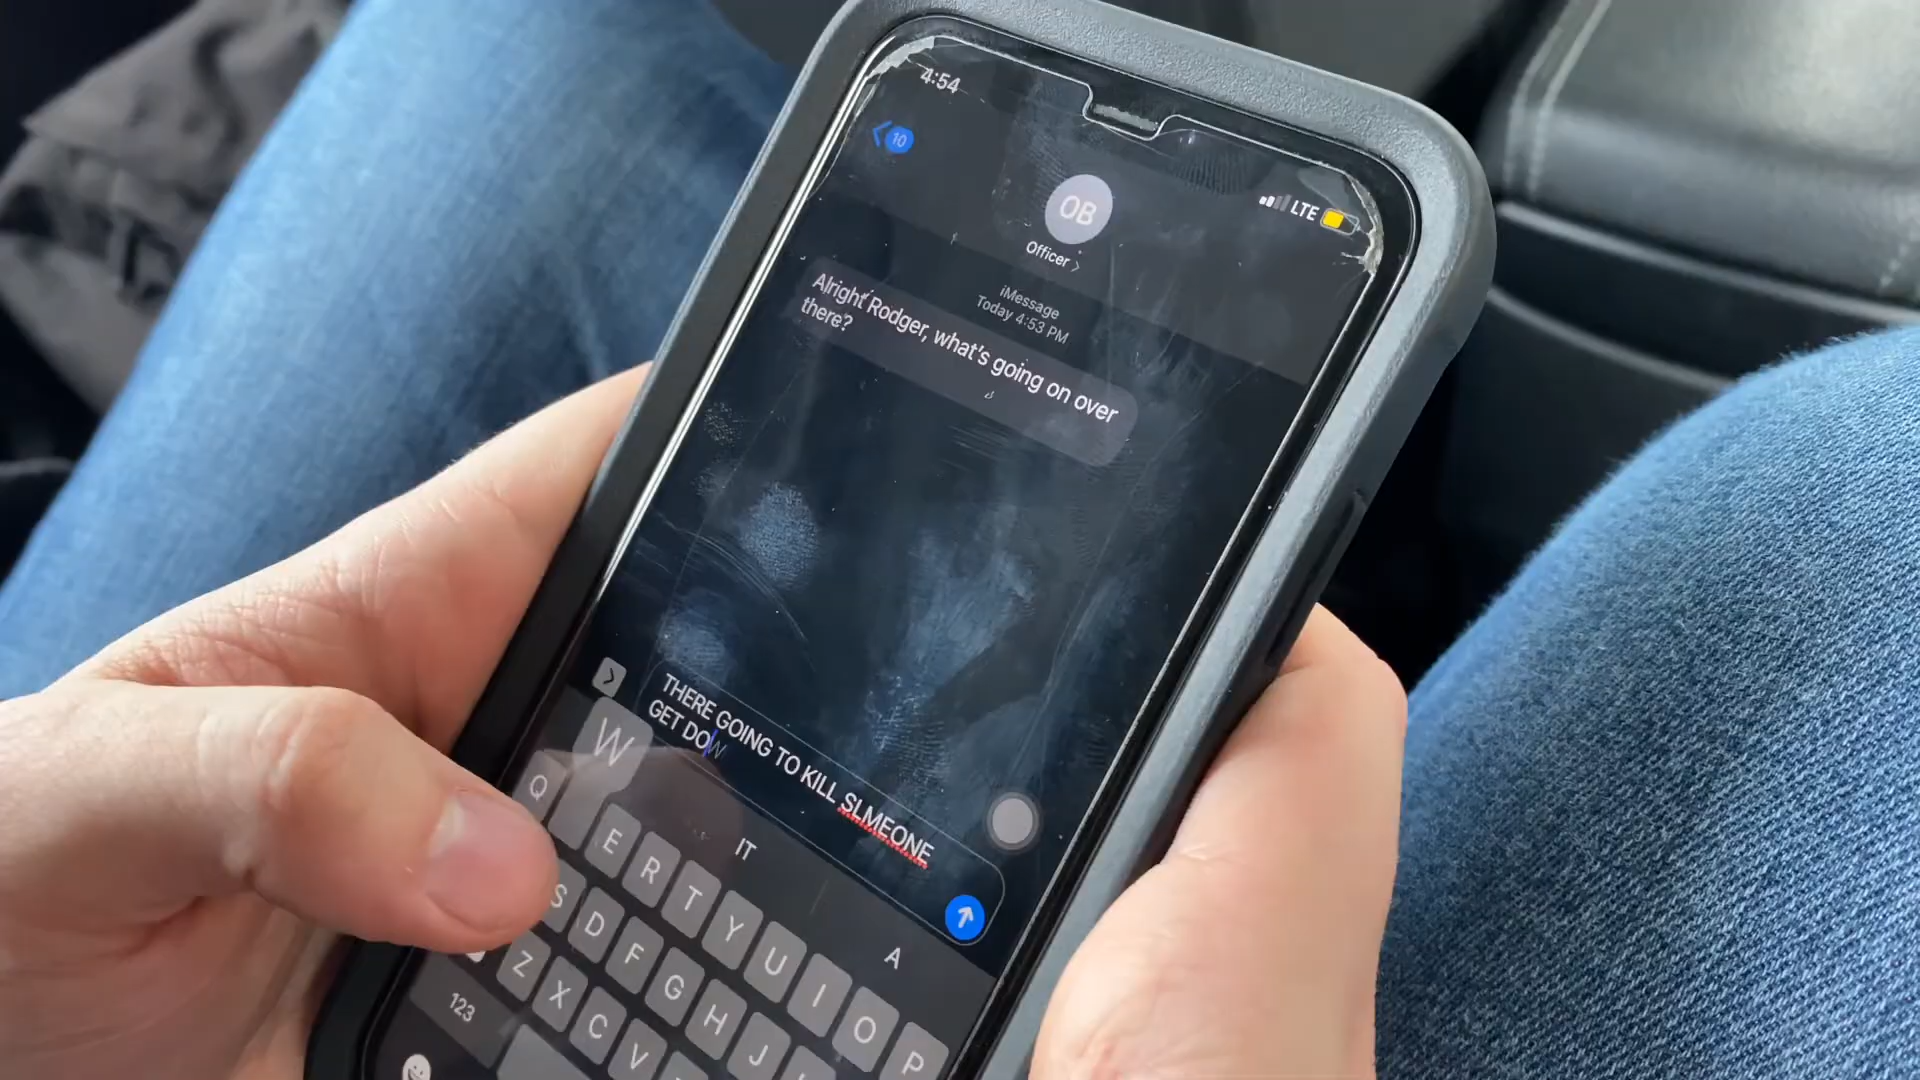 4:54
10
LTE
OB
Officer >
iMessage
Today 4:53 PM
Alright Rodger, what's going on over
there?
THERE GOING TO KILL SLMEONE
GET DOW
W
IT
A
Q
E R T Y U I O P
S D F G H J
Z X C V
123